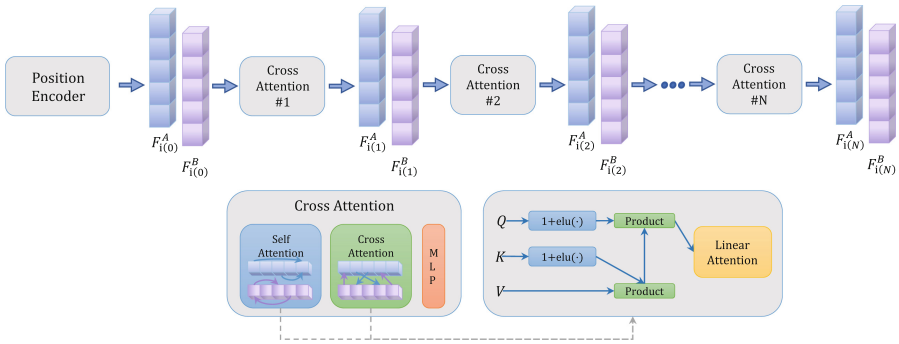 Position
Encoder
F^A_{i(0)}
F^B_{i(0)}
Cross
Attention
#1
F^A_{i(1)}
F^B_{i(1)}
Cross
Attention
#2
F^A_{i(2)}
F^B_{i(2)}
Cross
Attention
#N
F^A_{i(N)}
F^B_{i(N)}
Cross Attention
Self
Attention
Cross
Attention
M
L
P
Q
1+elu(·)
Product
K
1+elu(·)
Linear
Attention
V
Product